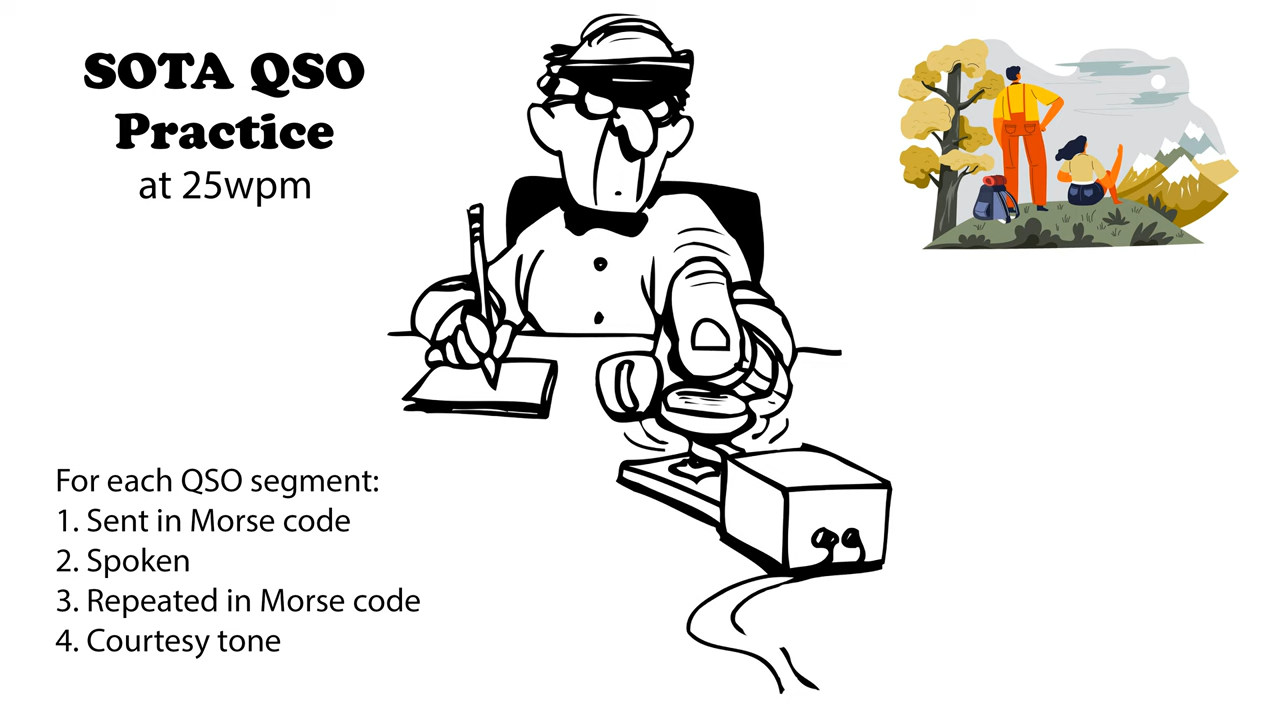 SOTA QSO
Practice
at 25wpm
For each QSO segment:
1. Sent in Morse code
2. Spoken
3. Repeated in Morse code
4. Courtesy tone